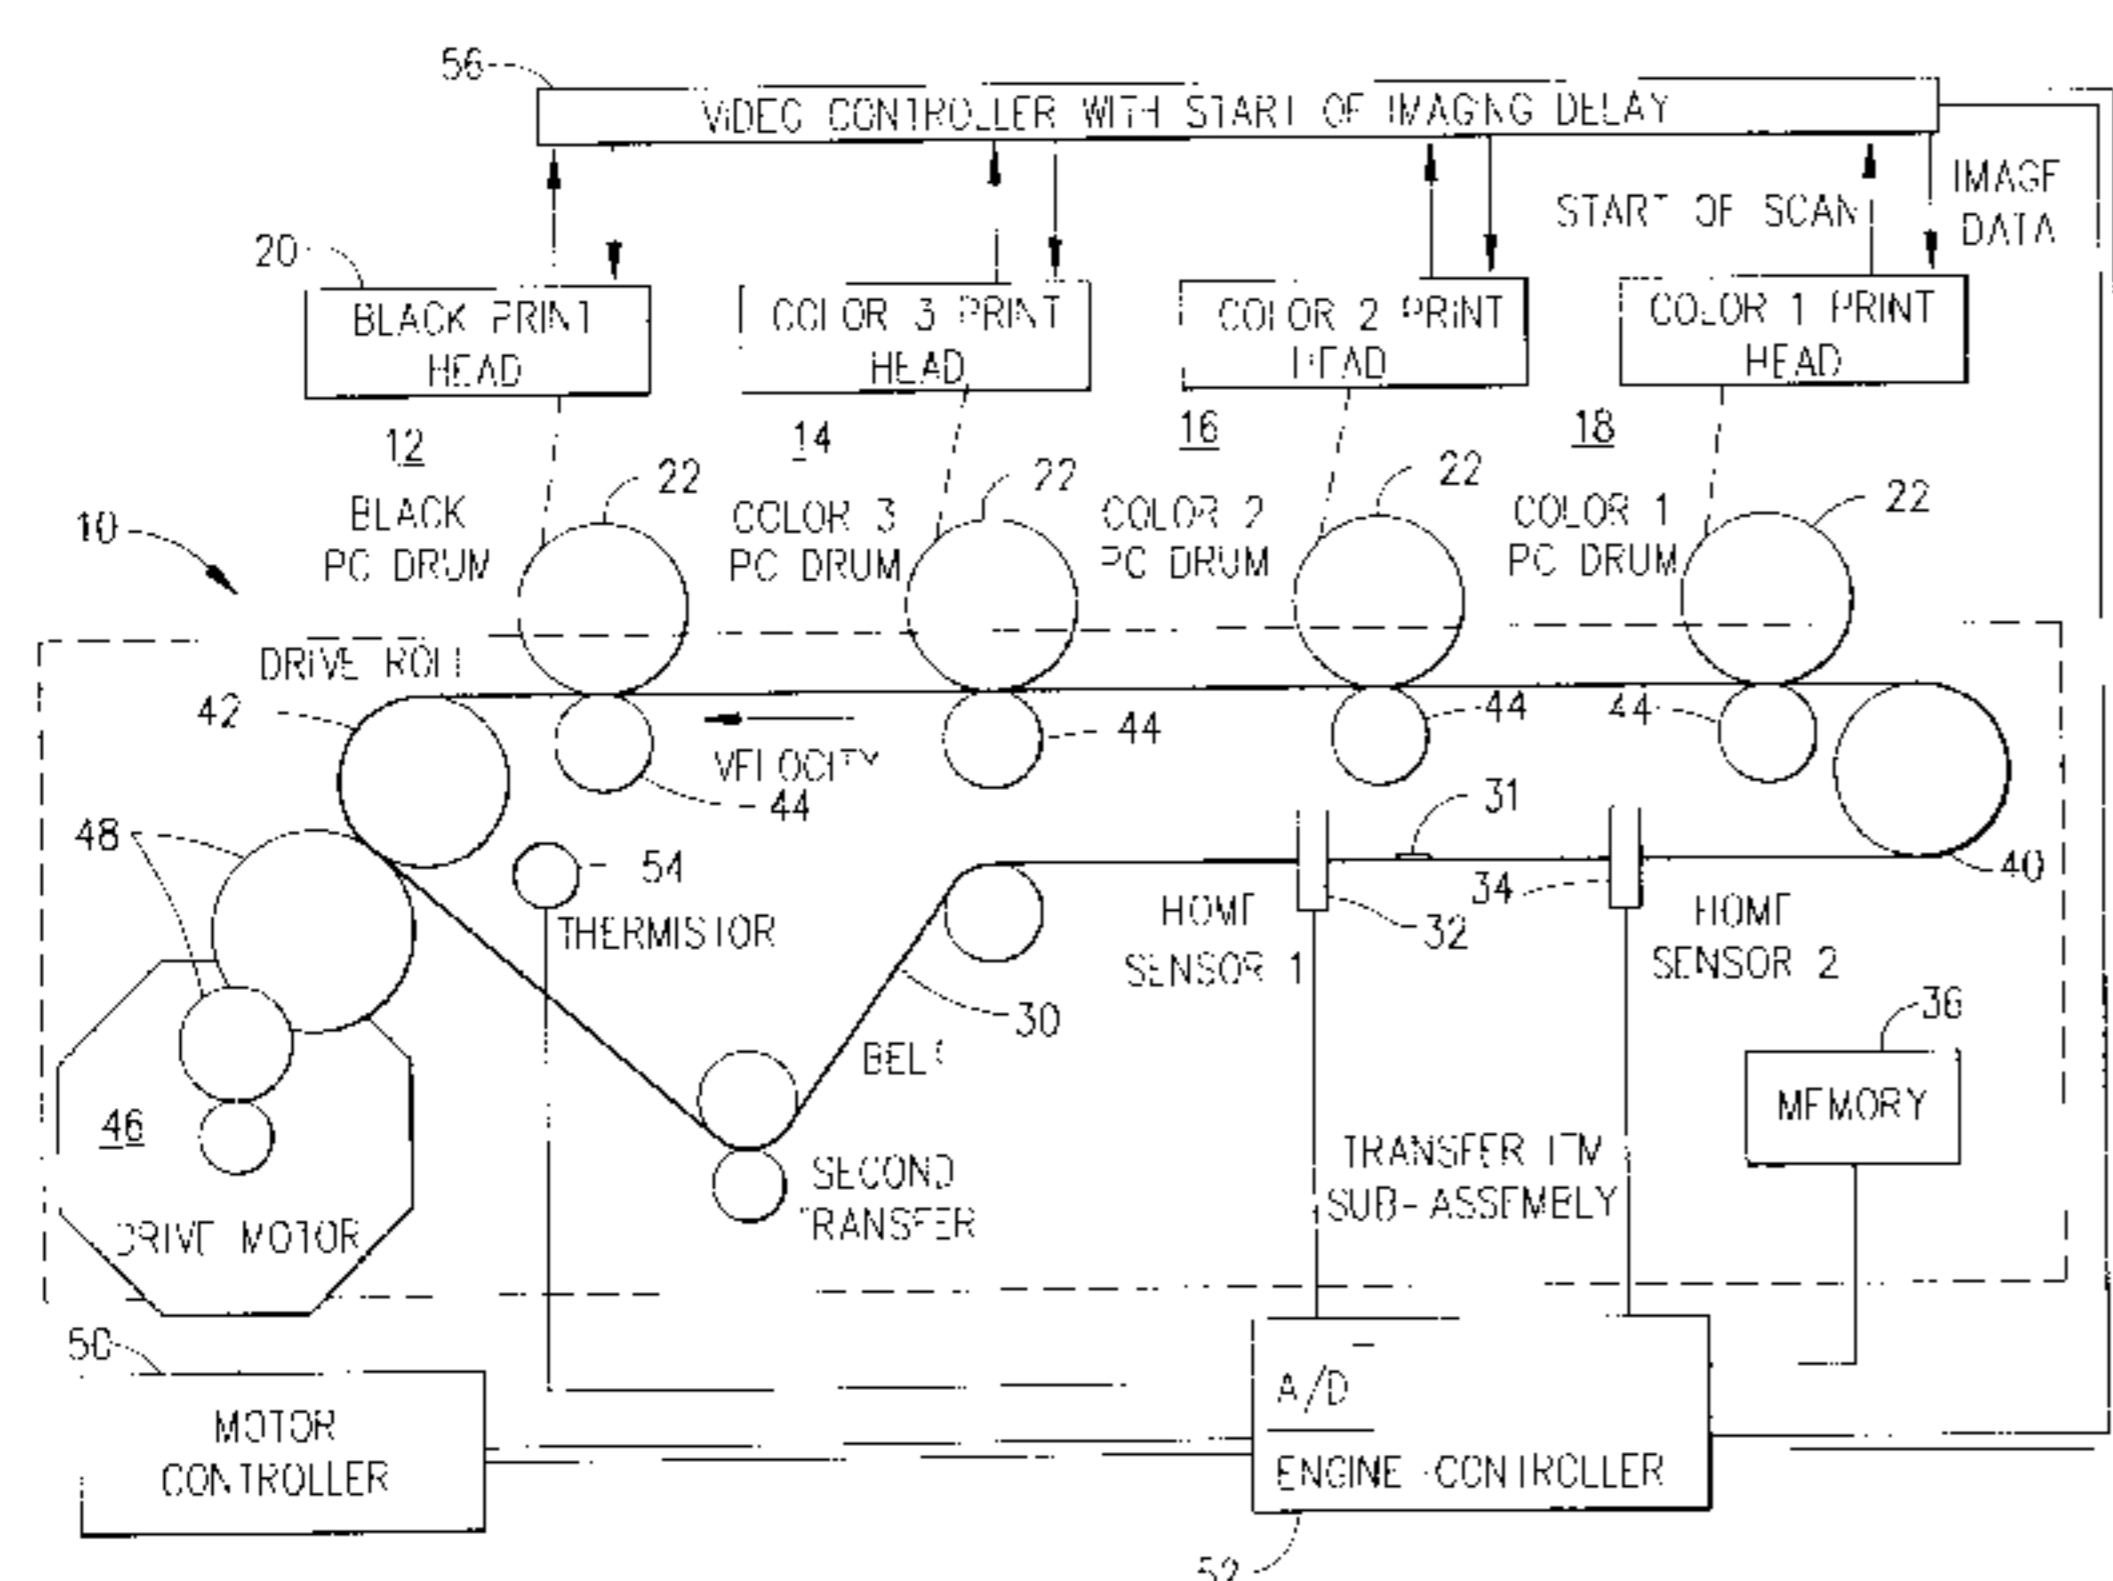 56
VIDEO CONTROLLER WITH START OF IMAGING DELAY
START OF SCAN
IMAGE
DATA
20
BLACK PRINT
HEAD
COLOR 3 PRINT
HEAD
COLOR 2 PRINT
HEAD
COLOR 1 PRINT
HEAD
12
14
16
18
22
22
22
22
10
BLACK
PC DRUM
COLOR 3
PC DRUM
COLOR 2
PC DRUM
COLOR 1
PC DRUM
DRIVE ROLL
42
VELOCITY
44
44
44
44
48
54
THERMISTOR
31
34
32
40
HOME
SENSOR 1
HOME
SENSOR 2
30
BELT
36
MEMORY
46
DRIVE MOTOR
SECOND
TRANSFER
TRANSFER ITM
SUB-ASSEMBLY
50
MOTOR
CONTROLLER
A/D
ENGINE CONTROLLER
52